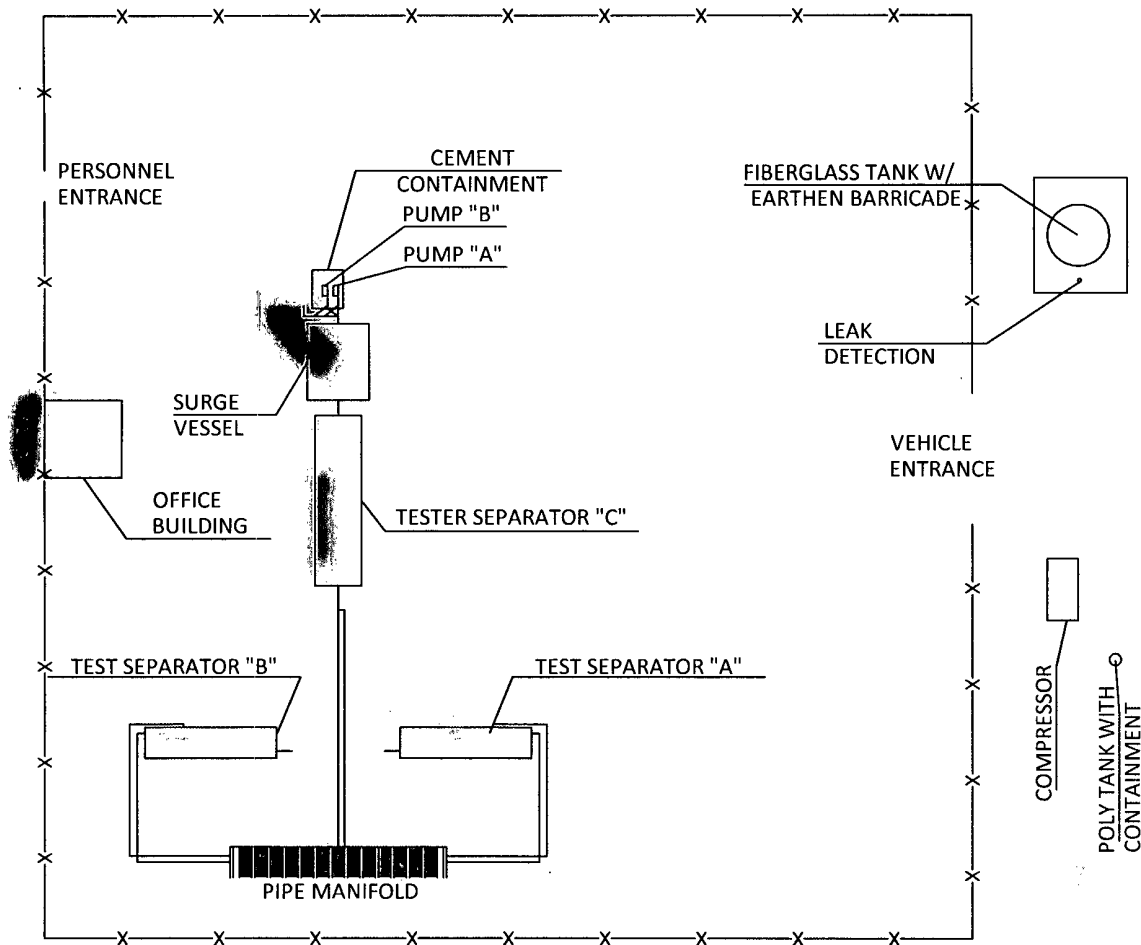 PERSONNEL
ENTRANCE
CEMENT
CONTAINMENT
PUMP "B"
PUMP "A"
FIBERGLASS TANK W/
EARTHEN BARRICADE
LEAK
DETECTION
SURGE
VESSEL
VEHICLE
ENTRANCE
OFFICE
BUILDING
TESTER SEPARATOR "C"
TEST SEPARATOR "B"
TEST SEPARATOR "A"
COMPRESSOR
POLY TANK WITH
CONTAINMENT
PIPE MANIFOLD